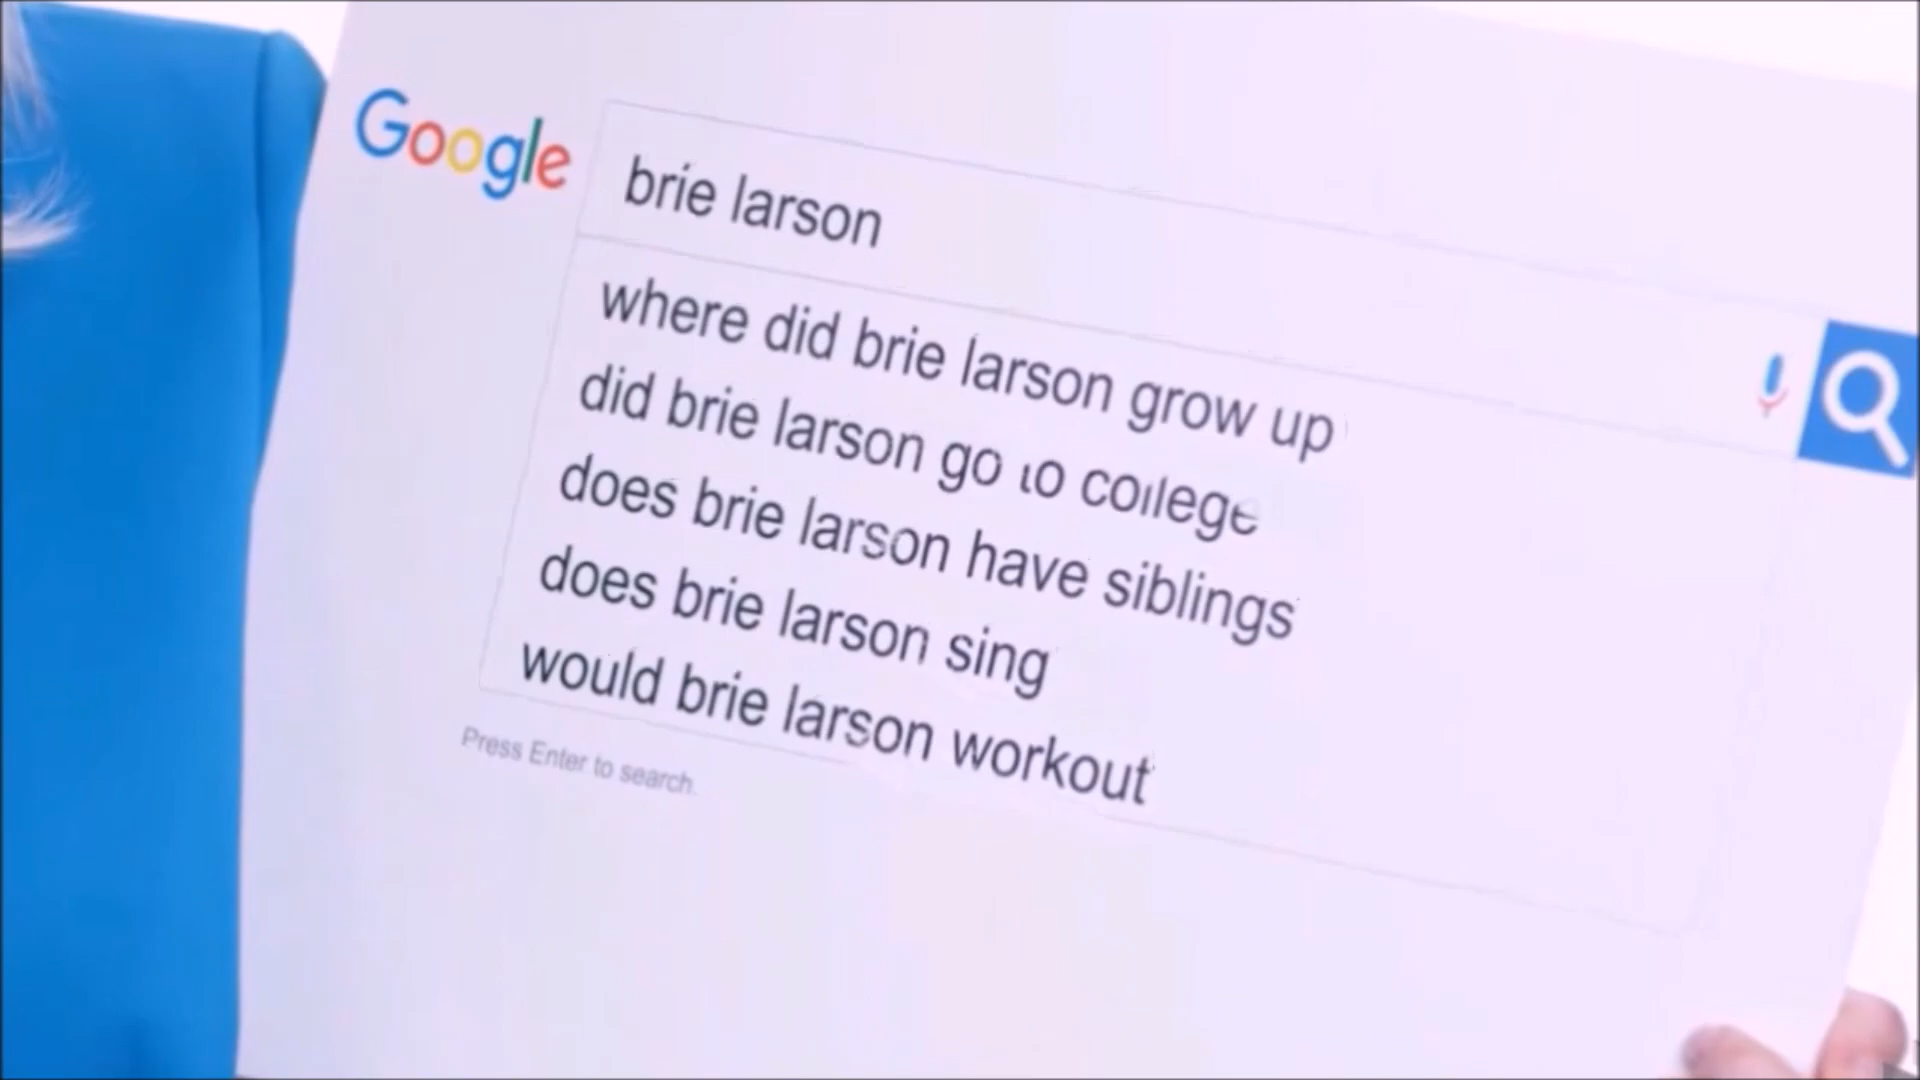 Google
brie larson
where did brie larson grow up
did brie larson go to college
does brie larson have siblings
does brie larson sing
would brie larson workout
Press Enter to search.